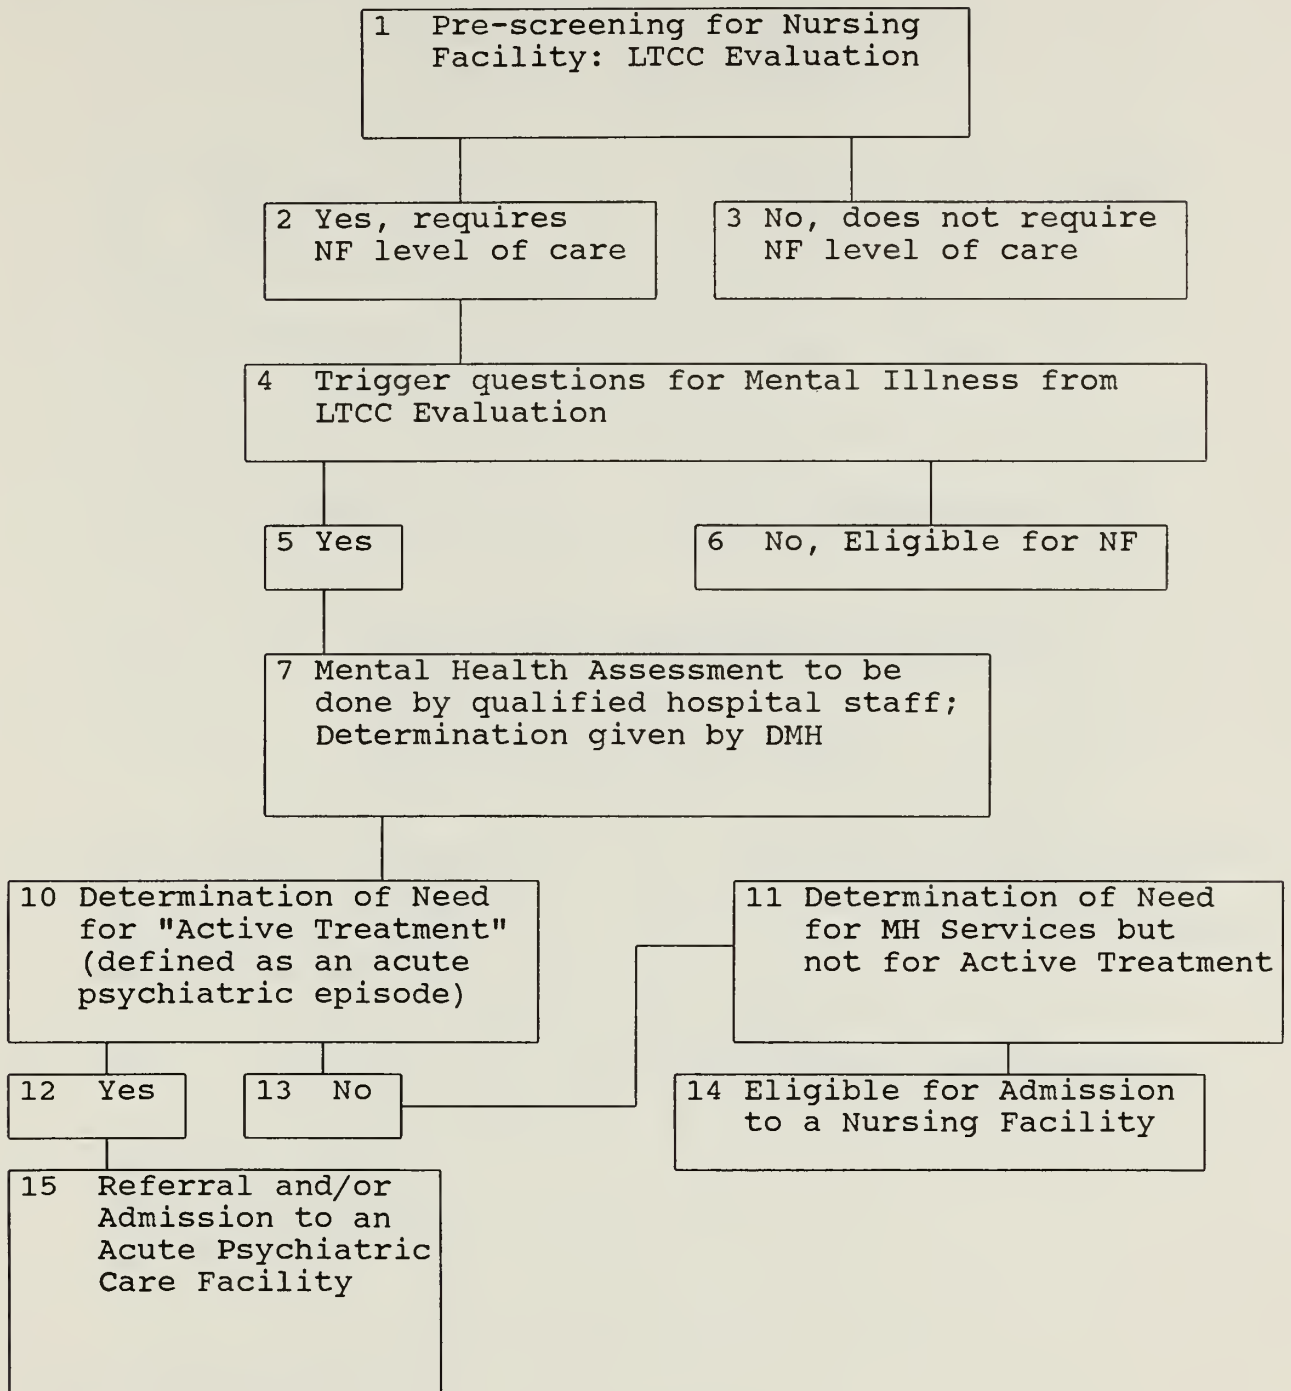 1 Pre-screening for Nursing
Facility: LTCC Evaluation
2 Yes, requires
NF level of care
3 No, does not require
NF level of care
4 Trigger questions for Mental Illness from
LTCC Evaluation
5 Yes
6 No, Eligible for NF
7 Mental Health Assessment to be
done by qualified hospital staff;
Determination given by DMH
10 Determination of Need
for "Active Treatment"
(defined as an acute
psychiatric episode)
11 Determination of Need
for MH Services but
not for Active Treatment
12 Yes
13 No
14 Eligible for Admission
to a Nursing Facility
15 Referral and/or
Admission to an
Acute Psychiatric
Care Facility